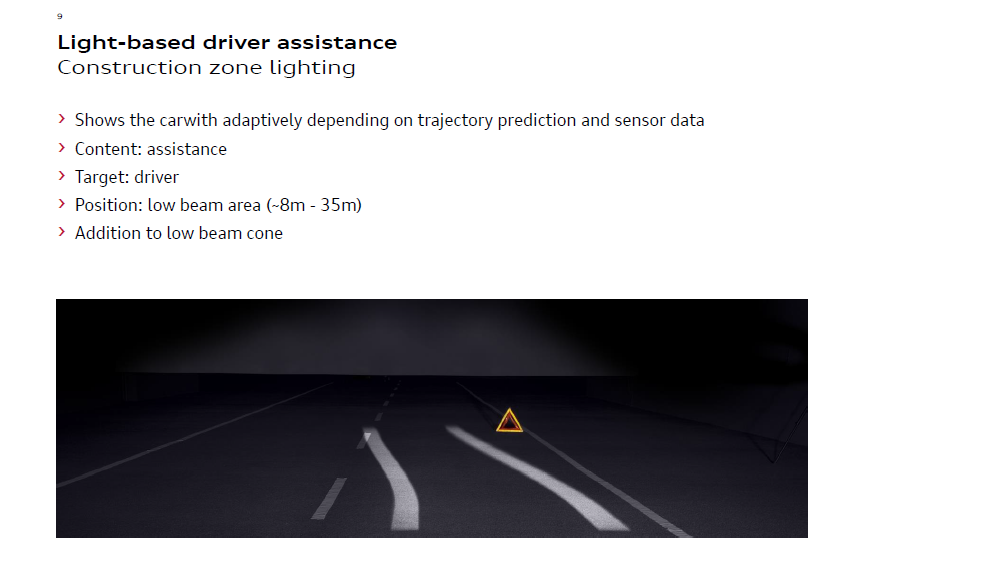 9
Light-based driver assistance
Construction zone lighting
› Shows the carwith adaptively depending on trajectory prediction and sensor data
› Content: assistance
› Target: driver
› Position: low beam area (~8m - 35m)
› Addition to low beam cone